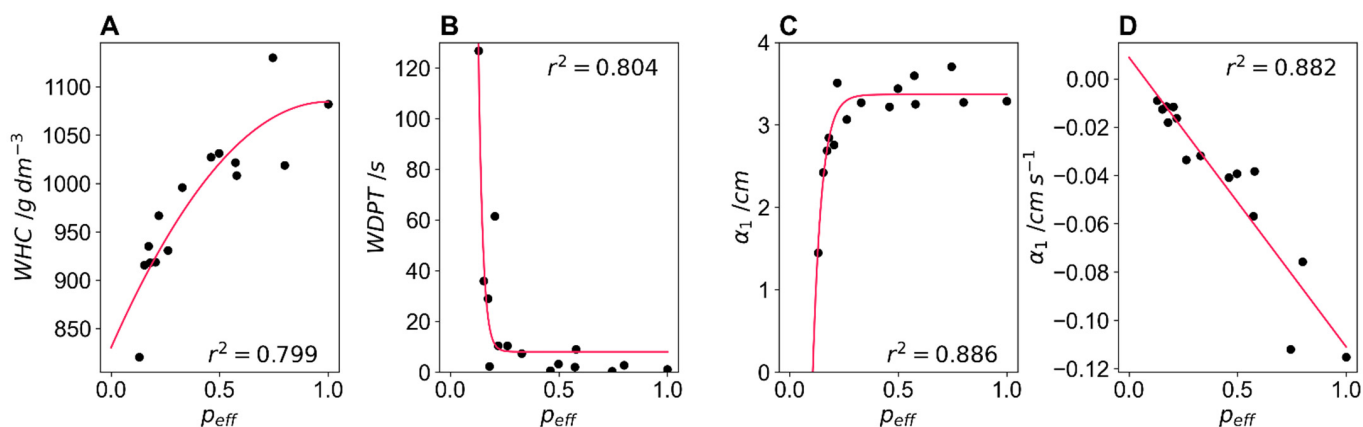 A
WHC /g dm⁻³
1100
1050
1000
950
900
850
r² = 0.799
0.0 0.5 1.0
p_eff
B
WDPT /s
120
100
80
60
40
20
0
r² = 0.804
0.0 0.5 1.0
p_eff
C
α₁ /cm
4
3
2
1
0
r² = 0.886
0.0 0.5 1.0
p_eff
D
α₁ /cm s⁻¹
0.00
−0.02
−0.04
−0.06
−0.08
−0.10
−0.12
r² = 0.882
0.0 0.5 1.0
p_eff